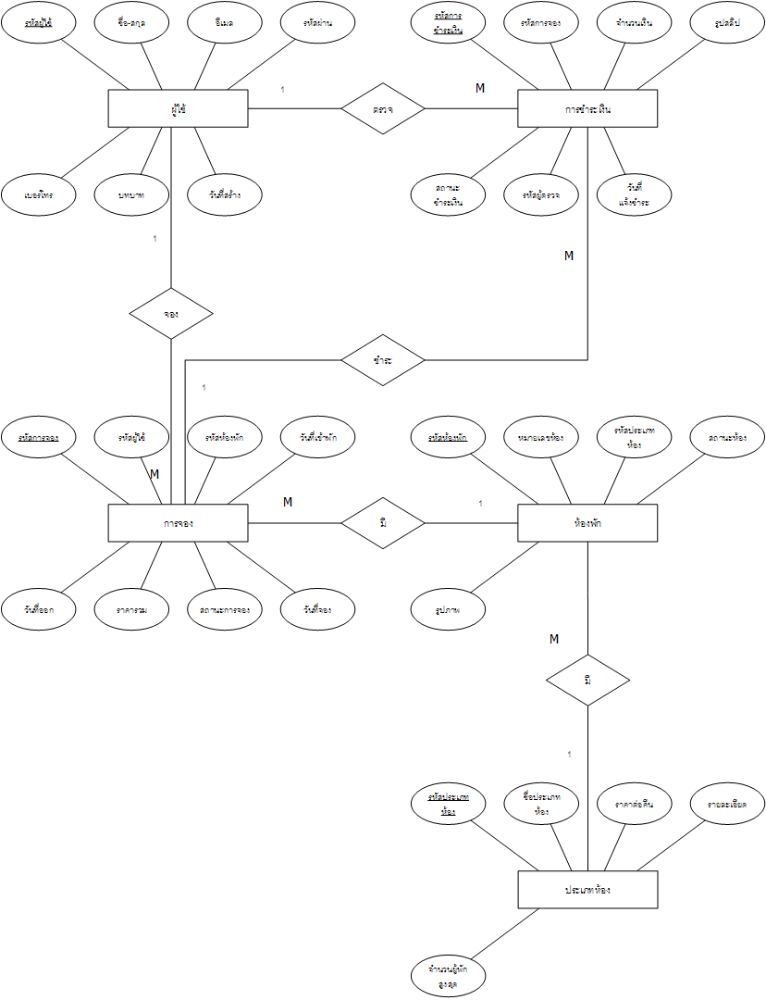 รหัสผู้ใช้
ชื่อ-สกุล
อีเมล
รหัสผ่าน
รหัสการ
ชำระเงิน
รหัสการจอง
จำนวนเงิน
รูปสลิป
ผู้ใช้
1
ตรวจ
M
การชำระเงิน
เบอร์โทร
บทบาท
วันที่สร้าง
สถานะ
ชำระเงิน
รหัสผู้ตรวจ
วันที่
แจ้งชำระ
1
M
จอง
ชำระ
1
รหัสการจอง
รหัสผู้ใช้
รหัสห้องพัก
วันที่เข้าพัก
รหัสห้องพัก
หมายเลขห้อง
รหัสประเภท
ห้อง
สถานะห้อง
M
การจอง
M
มี
1
ห้องพัก
วันที่ออก
ราคารวม
สถานะการจอง
วันที่จอง
รูปภาพ
M
มี
1
รหัสประเภท
ห้อง
ชื่อประเภท
ห้อง
ราคาต่อคืน
รายละเอียด
ประเภทห้อง
จำนวนผู้พัก
สูงสุด